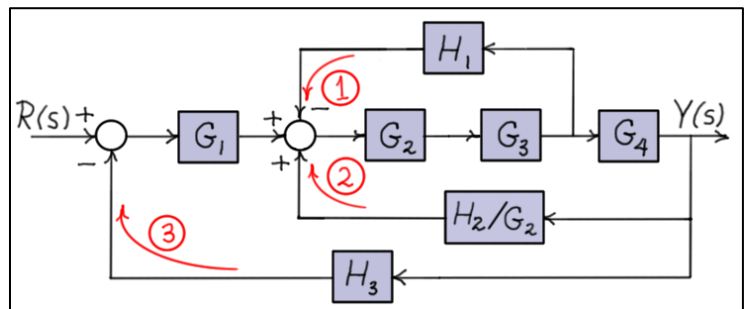 H₁
①
−
R(s)
+
G₁
+
G₂
G₃
G₄
Y(s)
−
+
②
H₂/G₂
③
H₃